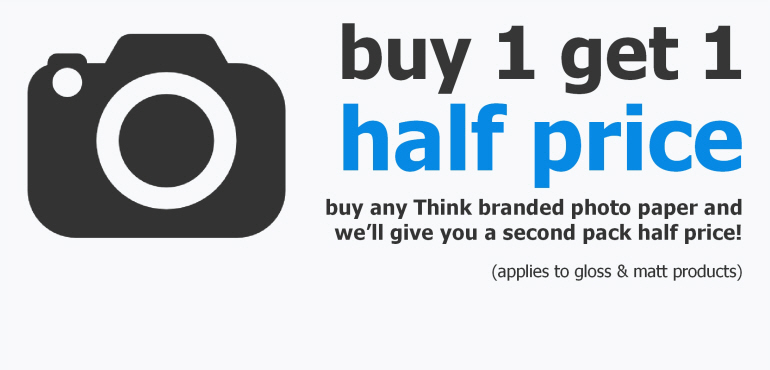 buy 1 get 1
half price
buy any Think branded photo paper and
we’ll give you a second pack half price!
(applies to gloss & matt products)